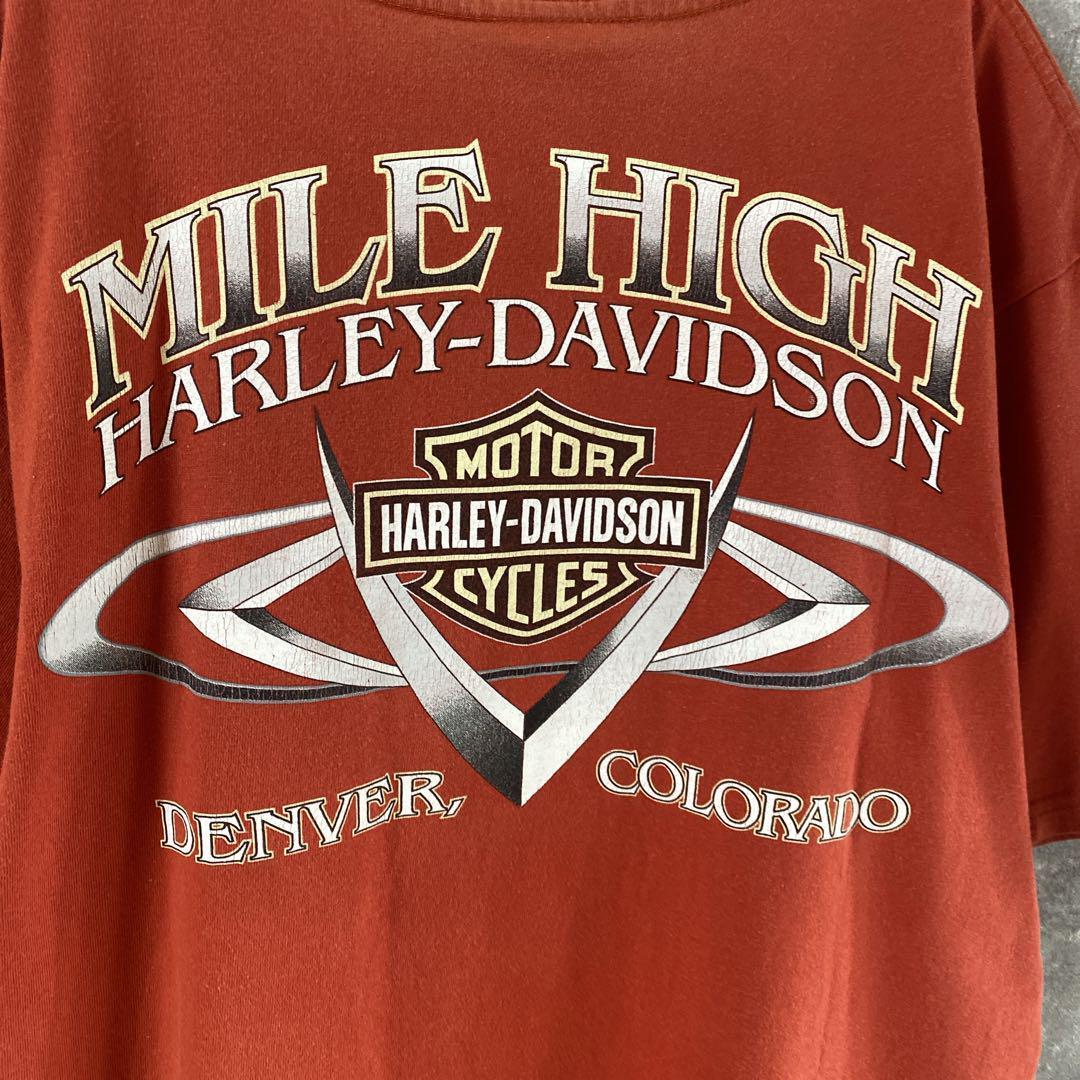 MILE HIGH
HARLEY-DAVIDSON
MOTOR
HARLEY-DAVIDSON
CYCLES
DENVER, COLORADO